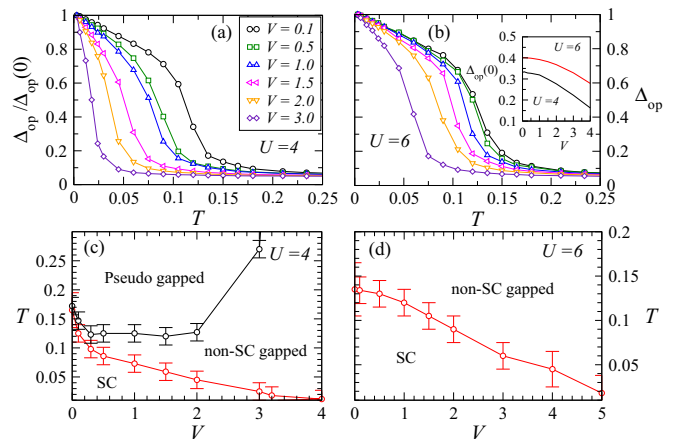 (a)
V = 0.1
V = 0.5
V = 1.0
V = 1.5
V = 2.0
V = 3.0
U = 4
Δop /Δop(0)
1
0.8
0.6
0.4
0.2
0
0 0.05 0.1 0.15 0.2 0.25
T
(b)
U = 6
Δop
1
0.8
0.6
0.4
0.2
0
0 0.05 0.1 0.15 0.2 0.25
T
U=6
Δop(0)
U=4
0.5
0.4
0.3
0.2
0.1
0 1 2 3 4
V
(c)
U=4
Pseudo gapped
non-SC gapped
SC
T
0.25
0.2
0.15
0.1
0.05
0 1 2 3 4
V
(d)
U=6
non-SC gapped
SC
T
0.2
0.15
0.1
0.05
0 1 2 3 4 5
V